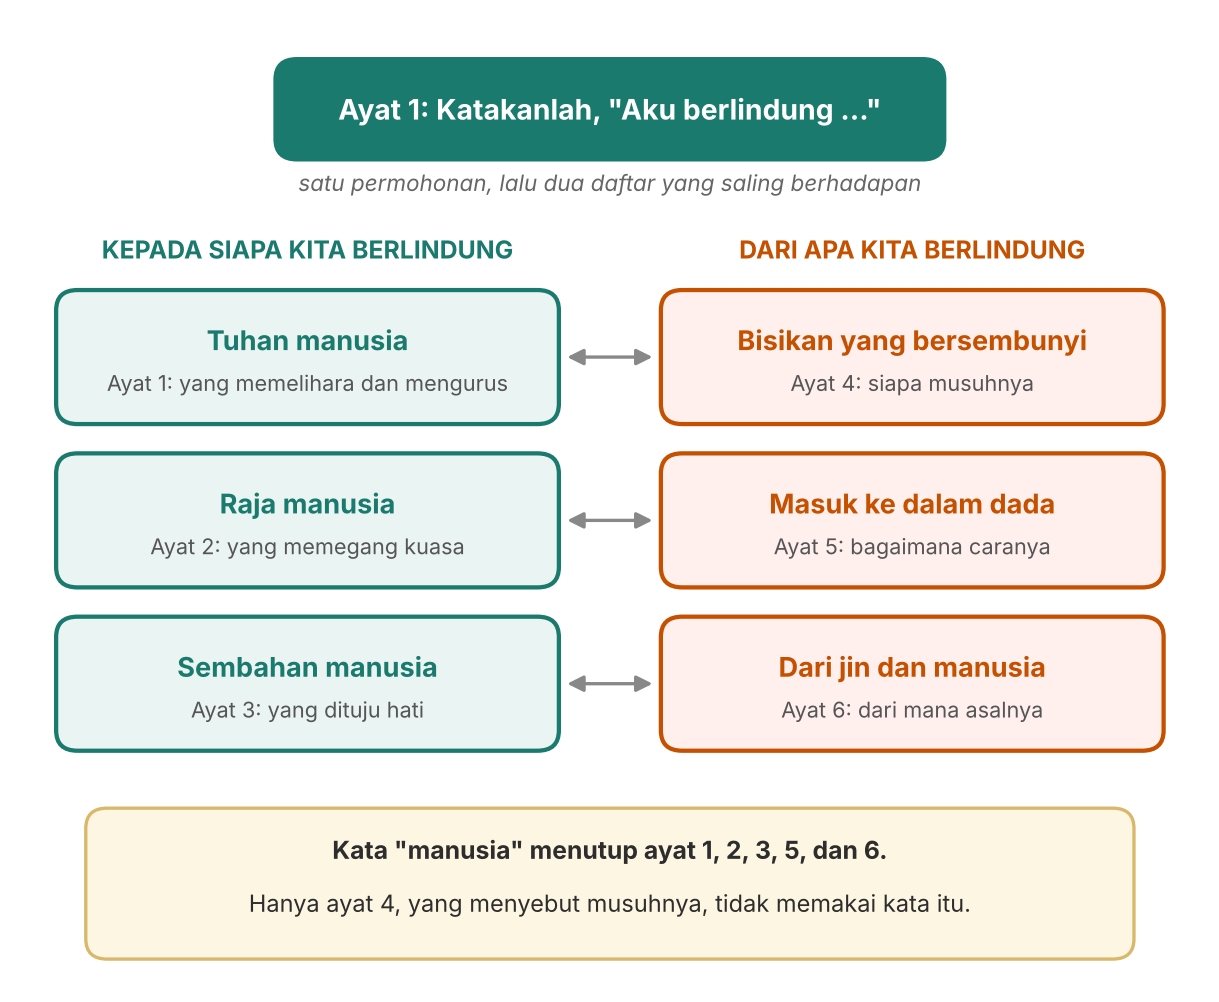 Ayat 1: Katakanlah, "Aku berlindung ..."
satu permohonan, lalu dua daftar yang saling berhadapan
KEPADA SIAPA KITA BERLINDUNG
DARI APA KITA BERLINDUNG
Tuhan manusia
Ayat 1: yang memelihara dan mengurus
Bisikan yang bersembunyi
Ayat 4: siapa musuhnya
Raja manusia
Ayat 2: yang memegang kuasa
Masuk ke dalam dada
Ayat 5: bagaimana caranya
Sembahan manusia
Ayat 3: yang dituju hati
Dari jin dan manusia
Ayat 6: dari mana asalnya
Kata "manusia" menutup ayat 1, 2, 3, 5, dan 6.
Hanya ayat 4, yang menyebut musuhnya, tidak memakai kata itu.